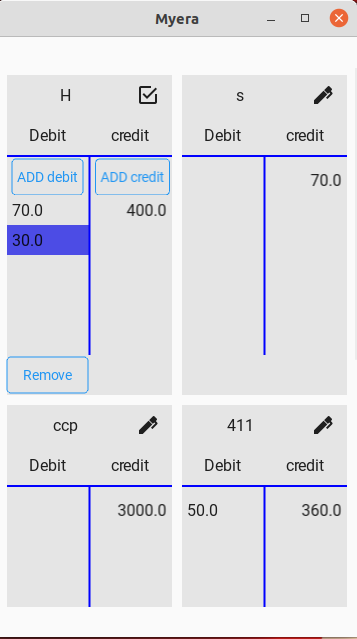 Myera
H
Debit credit
ADD debit ADD credit
70.0 400.0
30.0
Remove
s
Debit credit
70.0
ccp
Debit credit
3000.0
411
Debit credit
50.0 360.0